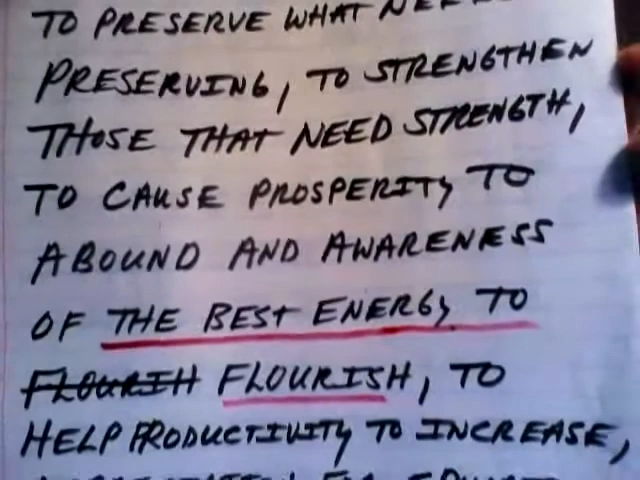 TO PRESERVE WHAT
PRESERVING, TO STRENGTHEN
THOSE THAT NEED STRENGTH,
TO CAUSE PROSPERITY TO
ABOUND AND AWARENESS
OF THE BEST ENERGY TO
FLOURIH FLOURISH, TO
HELP PRODUCTIVITY TO INCREASE,